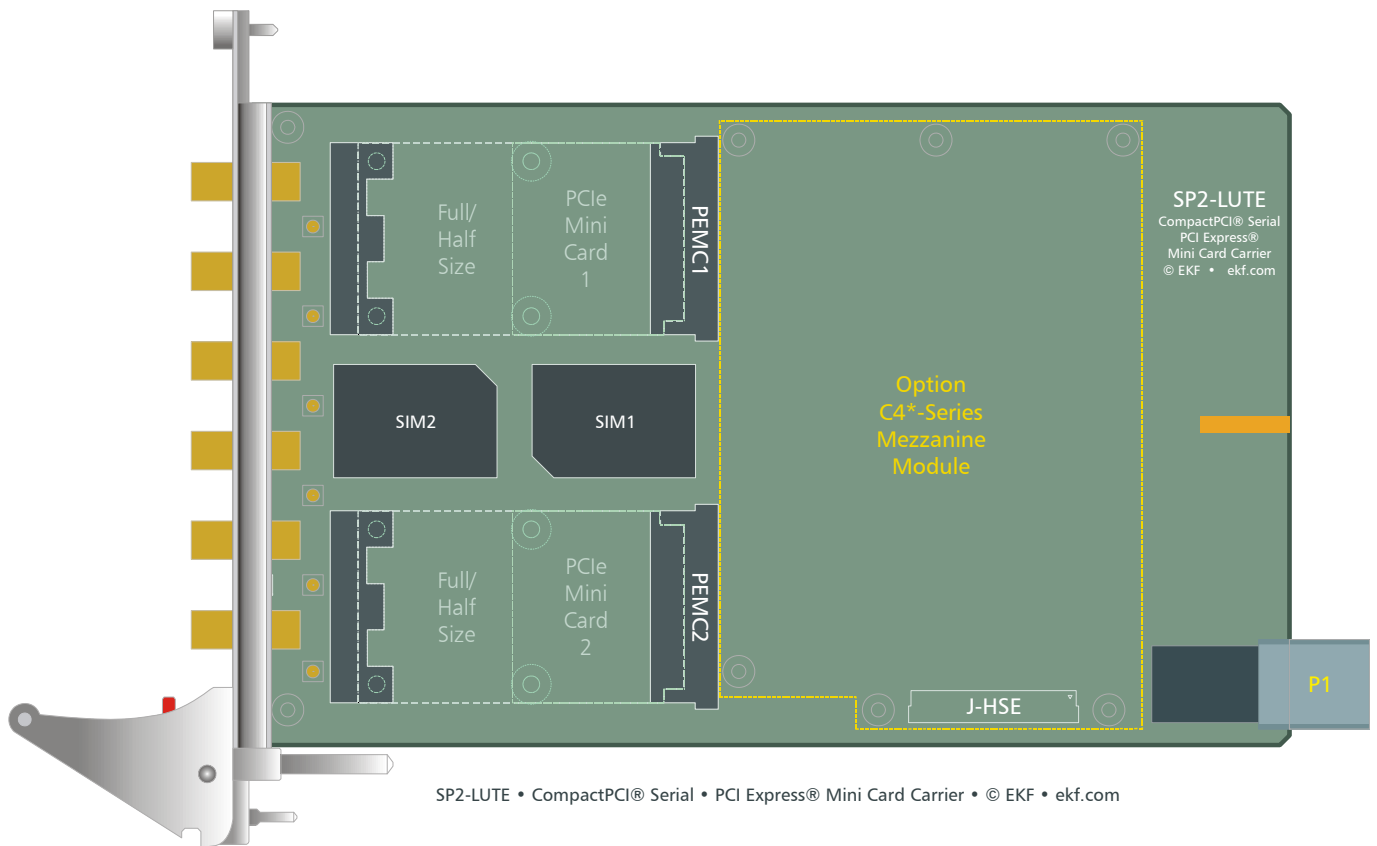 Full/
Half
Size
PCIe
Mini
Card
1
PEMC1
SP2-LUTE
CompactPCI® Serial
PCI Express®
Mini Card Carrier
© EKF • ekf.com
SIM2
SIM1
Option
C4*-Series
Mezzanine
Module
Full/
Half
Size
PCIe
Mini
Card
2
PEMC2
J-HSE
P1
SP2-LUTE • CompactPCI® Serial • PCI Express® Mini Card Carrier • © EKF • ekf.com